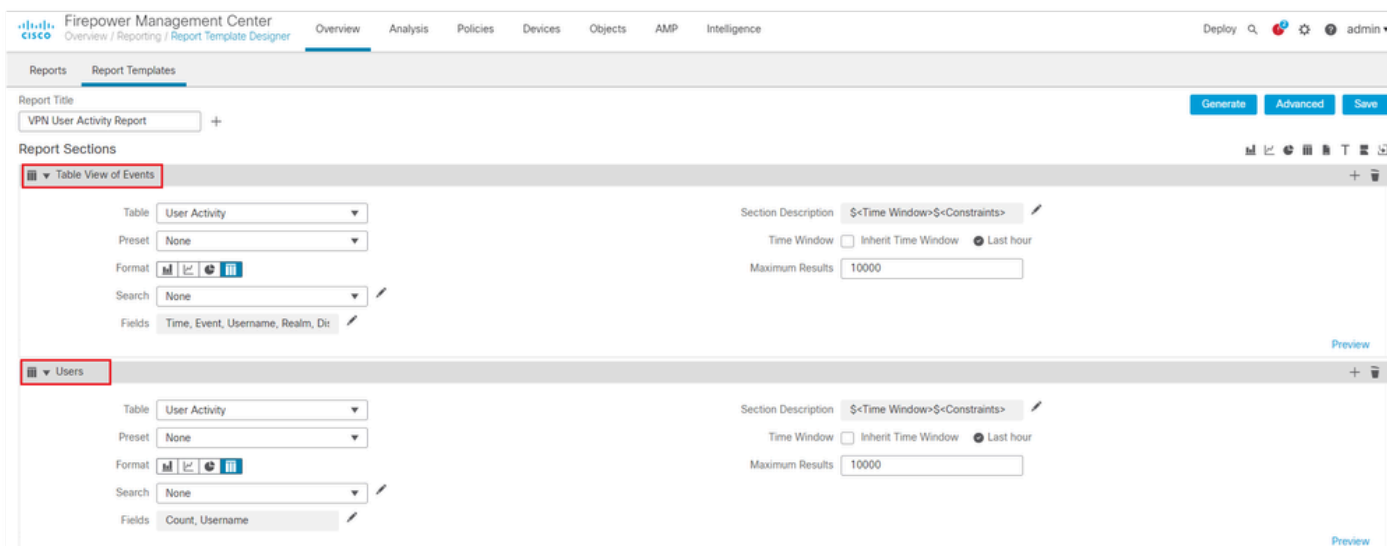 Firepower Management Center
CISCO Overview / Reporting / Report Template Designer
Overview Analysis Policies Devices Objects AMP Intelligence
Deploy admin
Reports Report Templates
Report Title
VPN User Activity Report
Generate Advanced Save
Report Sections
Table View of Events
Table User Activity
Section Description $<Time Window>$<Constraints>
Preset None
Time Window Inherit Time Window Last hour
Format
Maximum Results 10000
Search None
Fields Time, Event, Username, Realm, Dis
Preview
Users
Table User Activity
Section Description $<Time Window>$<Constraints>
Preset None
Time Window Inherit Time Window Last hour
Format
Maximum Results 10000
Search None
Fields Count, Username
Preview